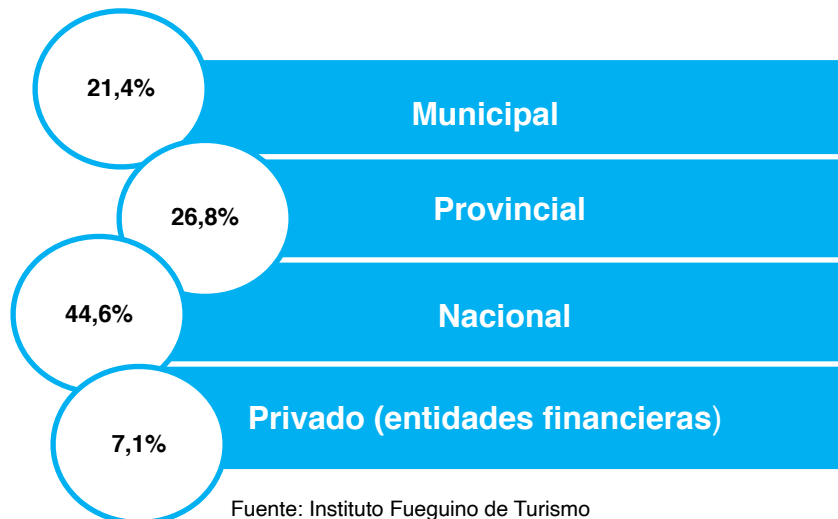 21,4%
Municipal
26,8%
Provincial
44,6%
Nacional
7,1%
Privado (entidades financieras)
Fuente: Instituto Fueguino de Turismo